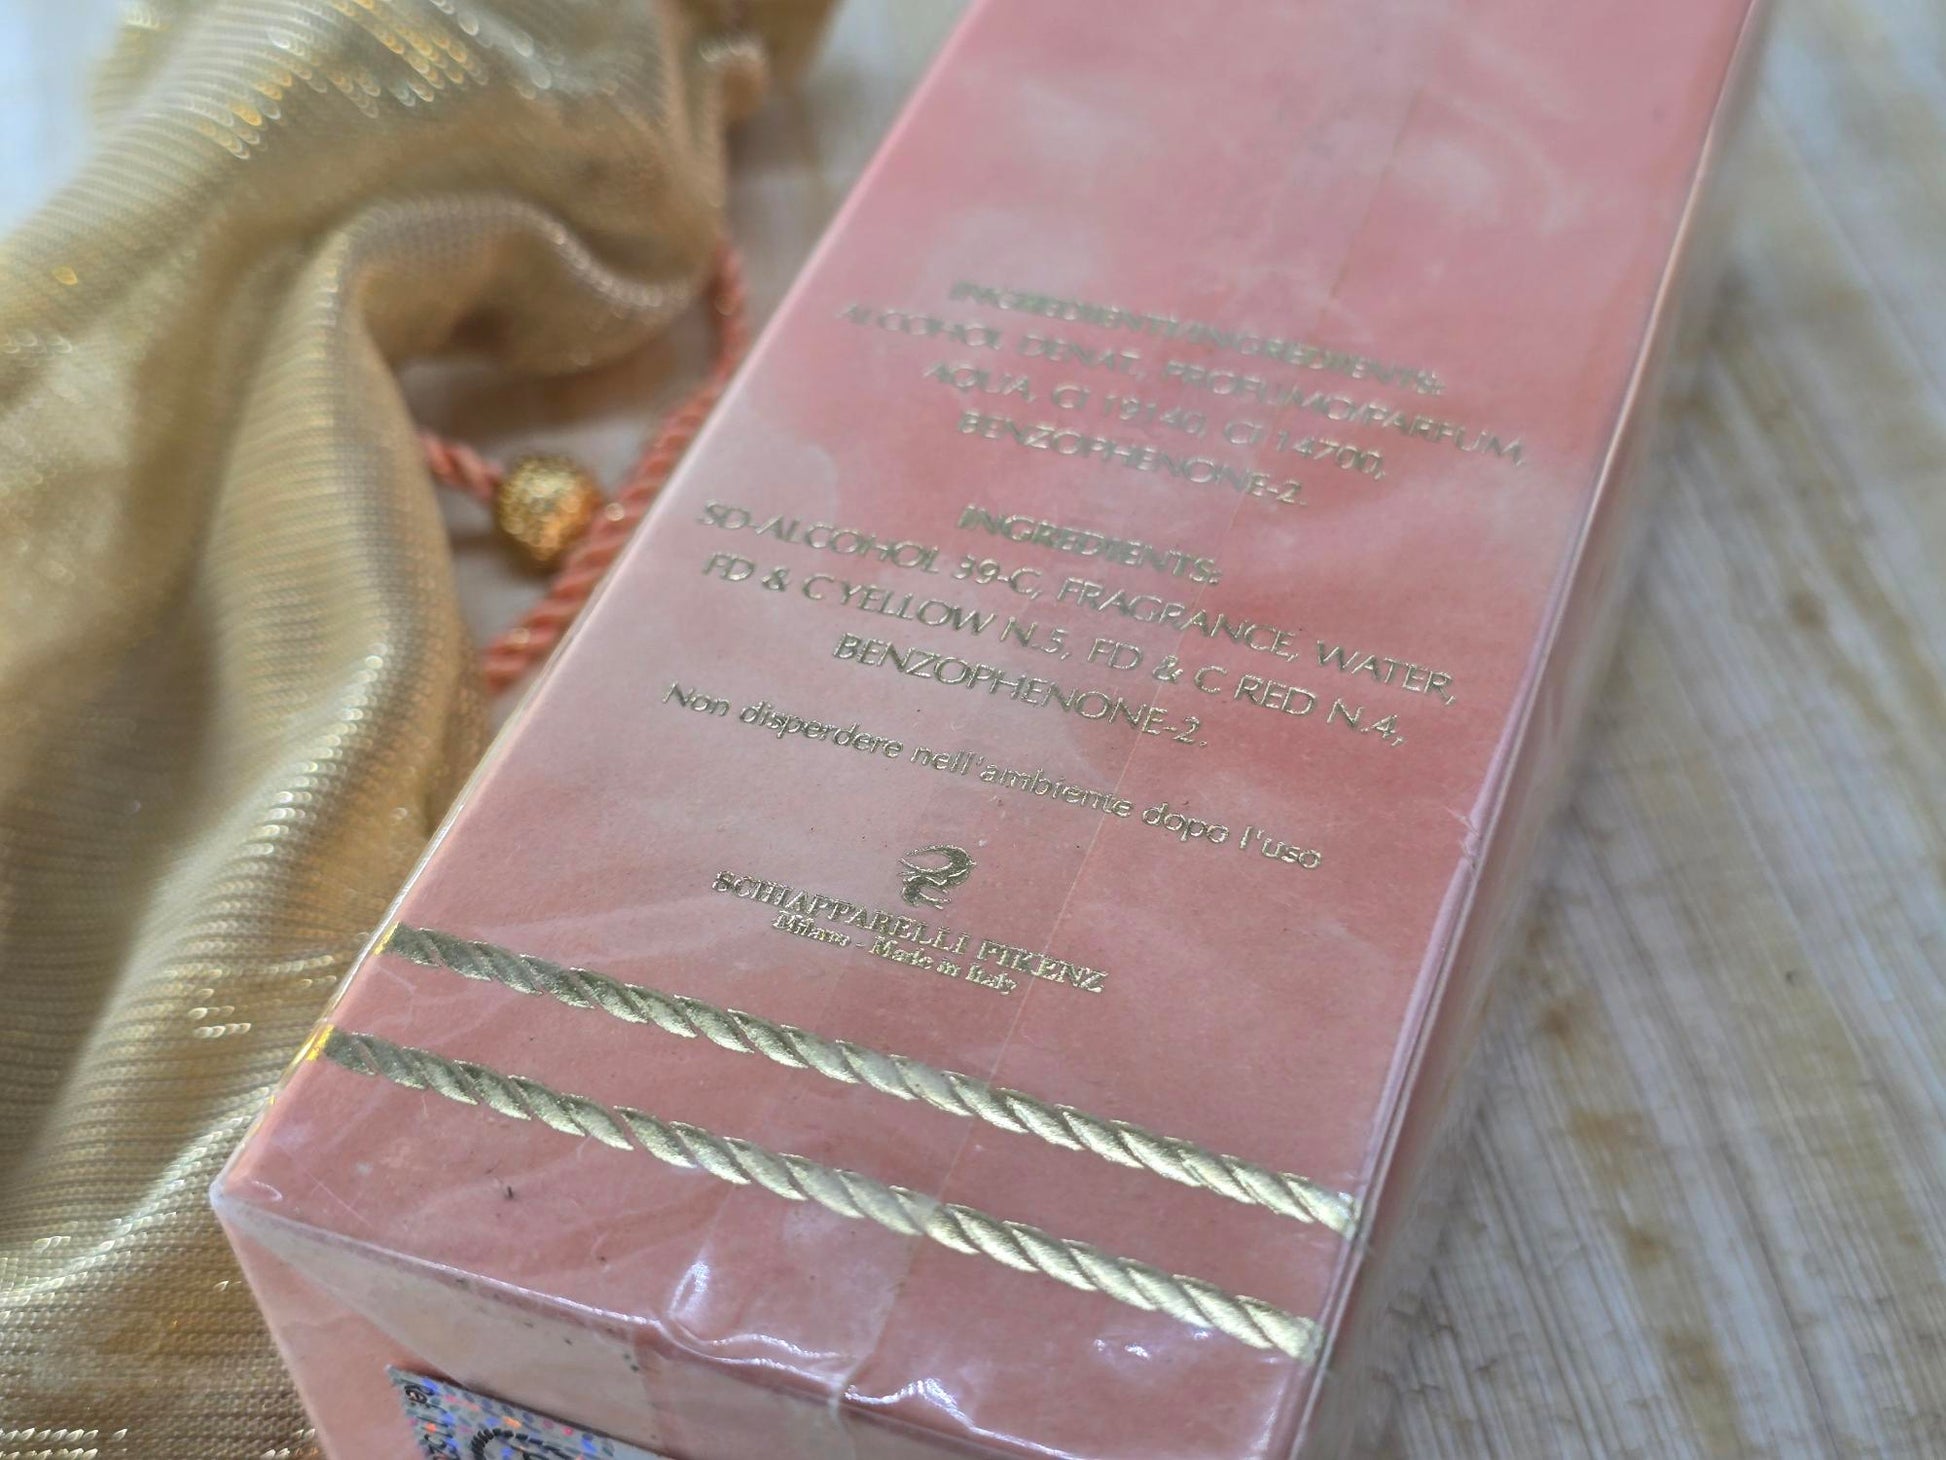 INGREDIENTI/INGREDIENTS:
ALCOHOL DENAT., PROFUMO/PARFUM,
AQUA, CI 19140, CI 14700,
BENZOPHENONE-2.
INGREDIENTS:
SD-ALCOHOL 39-C, FRAGRANCE, WATER,
FD & C YELLOW N.5, FD & C RED N.4,
BENZOPHENONE-2.
Non disperdere nell'ambiente dopo l'uso
SCHIAPPARELLI PIKENZ
Milano - Made in Italy